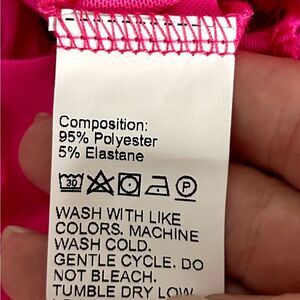 Composition:
95% Polyester
5% Elastane
30 P
WASH WITH LIKE
COLORS. MACHINE
WASH COLD.
GENTLE CYCLE. DO
NOT BLEACH.
TUMBLE DRY LOW